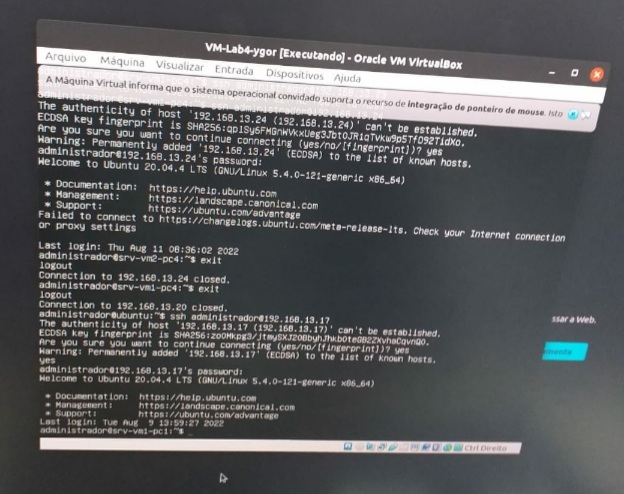 VM-Lab4-ygor [Executando] - Oracle VM VirtualBox
Arquivo Máquina Visualizar Entrada Dispositivos Ajuda
A Máquina Virtual informa que o sistema operacional convidado suporta o recurso de integração de ponteiro de mouse. Isto
The authenticity of host '192.168.13.24 (192.168.13.24)' can't be established.
ECDSA key fingerprint is
Are you sure you want to continue connecting (yes/no/[fingerprint])? yes
Warning: Permanently added '192.168.13.24' (ECDSA) to the list of known hosts.
administrador@192.168.13.24's password:
Welcome to Ubuntu 20.04.4 LTS (GNU/Linux 5.4.0-121-generic x86_64)
* Documentation: https://help.ubuntu.com
* Management: https://landscape.canonical.com
* Support: https://ubuntu.com/advantage
Failed to connect to https://changelogs.ubuntu.com/meta-release-lts. Check your Internet connection
or proxy settings
Last login: Thu Aug 11 08:36:02 2022
administrador@srv-vm2-pc4:~$ exit
logout
Connection to 192.168.13.24 closed.
administrador@srv-vm1-pc4:~$ exit
logout
Connection to 192.168.13.20 closed.
administrador@ubuntu:~$ ssh administrador@192.168.13.17
The authenticity of host '192.168.13.17 (192.168.13.17)' can't be established.
ECDSA key fingerprint is
Are you sure you want to continue connecting (yes/no/[fingerprint])? yes
Warning: Permanently added '192.168.13.17' (ECDSA) to the list of known hosts.
yes
administrador@192.168.13.17's password:
Welcome to Ubuntu 20.04.4 LTS (GNU/Linux 5.4.0-121-generic x86_64)
* Documentation: https://help.ubuntu.com
* Management: https://landscape.canonical.com
* Support: https://ubuntu.com/advantage
Last login: Tue Aug 9 13:59:27 2022
administrador@srv-vm1-pc1:~$
ssar a Web.
Ctrl Direito